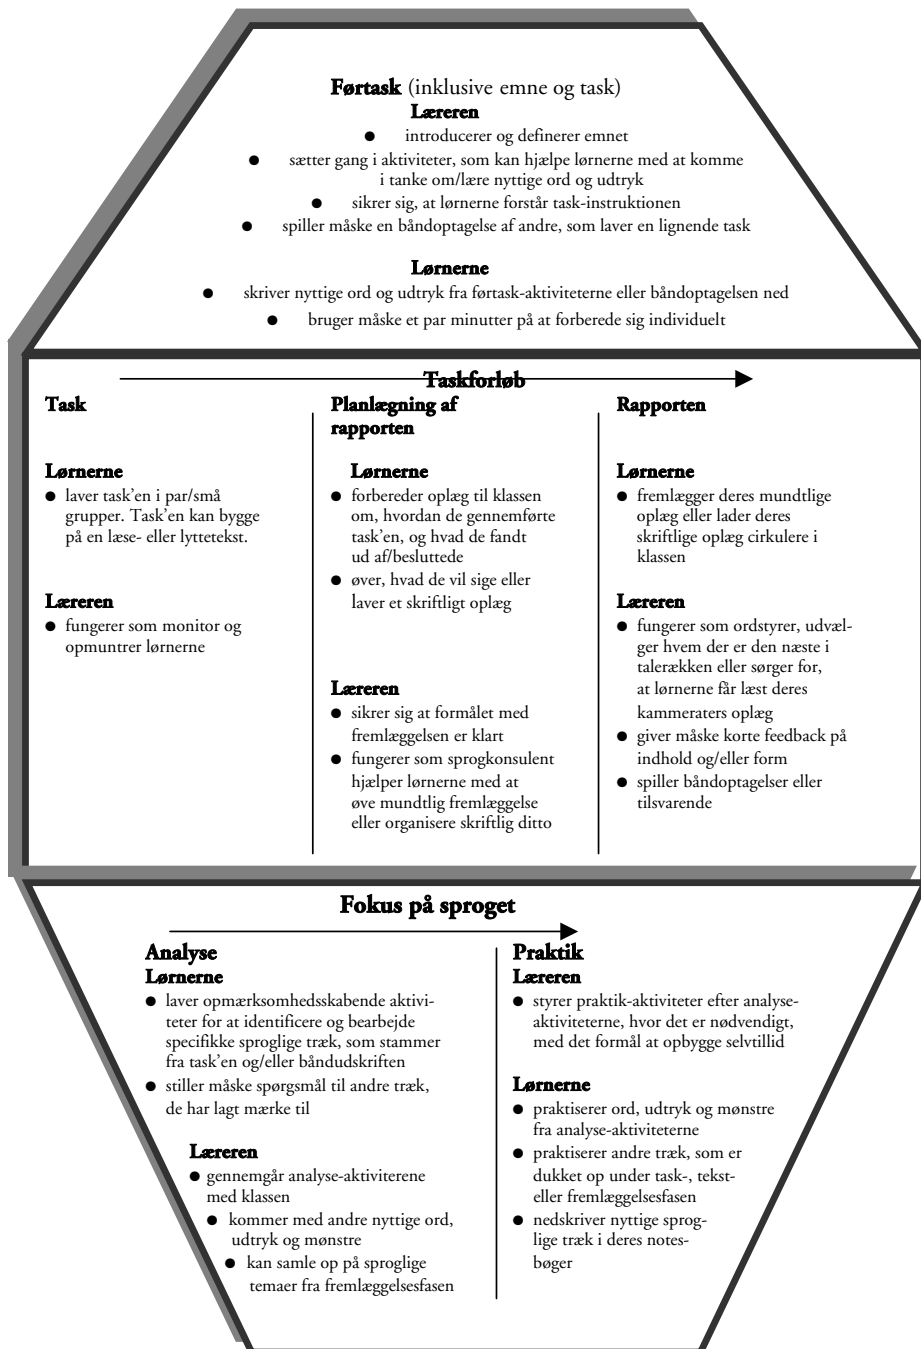 Førtask (inklusive emne og task)
Læreren
● introducerer og definerer emnet
● sætter gang i aktiviteter, som kan hjælpe lørnerne med at komme
i tanke om/lære nyttige ord og udtryk
● sikrer sig, at lørnerne forstår task-instruktionen
● spiller måske en båndoptagelse af andre, som laver en lignende task
Lørnerne
● skriver nyttige ord og udtryk fra førtask-aktiviteterne eller båndoptagelsen ned
● bruger måske et par minutter på at forberede sig individuelt
Taskforløb
Task
Lørnerne
● laver task’en i par/små
grupper. Task’en kan bygge
på en læse- eller lyttetekst.
Læreren
● fungerer som monitor og
opmuntrer lørnerne
Planlægning af
rapporten
Lørnerne
● forbereder oplæg til klassen
om, hvordan de gennemførte
task’en, og hvad de fandt
ud af/besluttede
● øver, hvad de vil sige eller
laver et skriftligt oplæg
Læreren
● sikrer sig at formålet med
fremlæggelsen er klart
● fungerer som sprogkonsulent
hjælper lørnerne med at
øve mundtlig fremlæggelse
eller organisere skriftlig ditto
Rapporten
Lørnerne
● fremlægger deres mundtlige
oplæg eller lader deres
skriftlige oplæg cirkulere i
klassen
Læreren
● fungerer som ordstyrer, udvæl-
ger hvem der er den næste i
talerækken eller sørger for,
at lørnerne får læst deres
kammeraters oplæg
● giver måske korte feedback på
indhold og/eller form
● spiller båndoptagelser eller
tilsvarende
Fokus på sproget
Analyse
Lørnerne
● laver opmærksomhedsskabende aktivi-
teter for at identificere og bearbejde
specifikke sproglige træk, som stammer
fra task’en og/eller båndudskriften
● stiller måske spørgsmål til andre træk,
de har lagt mærke til
Læreren
● gennemgår analyse-aktiviterene
med klassen
● kommer med andre nyttige ord,
udtryk og mønstre
● kan samle op på sproglige
temaer fra fremlæggelsesfasen
Praktik
Læreren
● styrer praktik-aktiviteter efter analyse-
aktiviteterne, hvor det er nødvendigt,
med det formål at opbygge selvtillid
Lørnerne
● praktiserer ord, udtryk og mønstre
fra analyse-aktiviteterne
● praktiserer andre træk, som er
dukket op under task-, tekst-
eller fremlæggelsesfasen
● nedskriver nyttige sprog-
lige træk i deres notes-
bøger